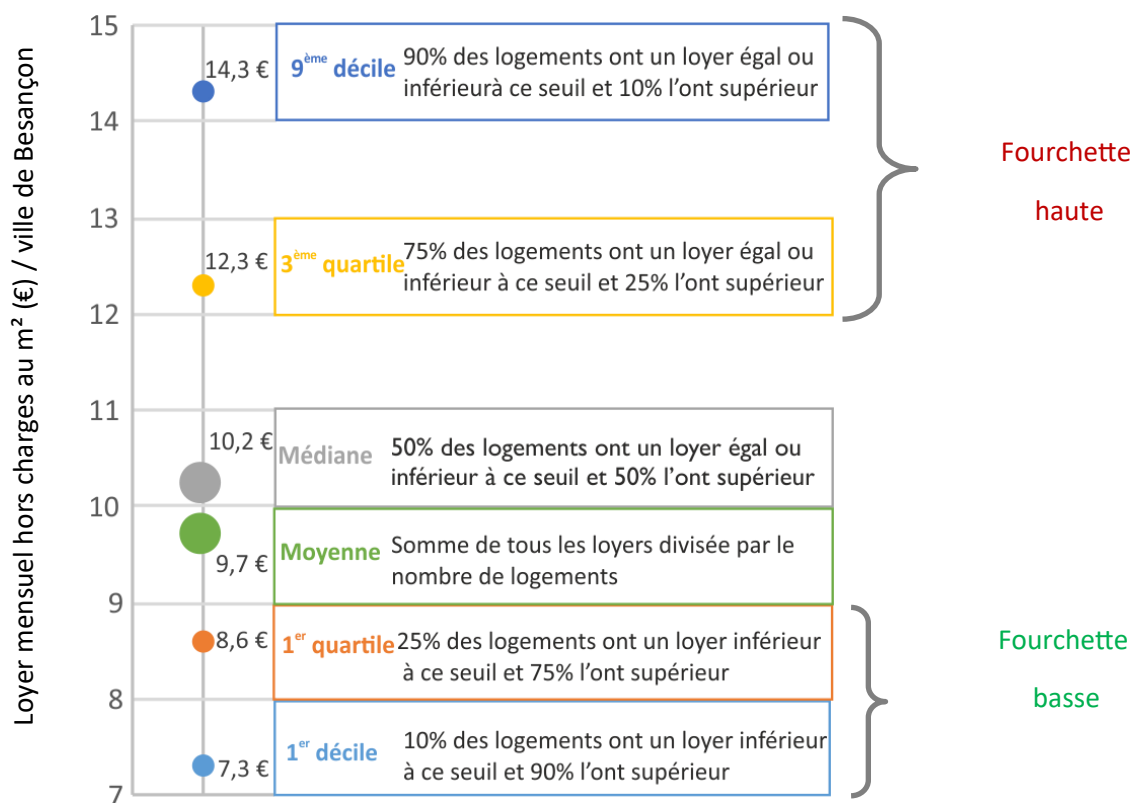 Loyer mensuel hors charges au m² (€) / ville de Besançon
15
14
13
12
11
10
9
8
7
14,3 €
9ème décile
90% des logements ont un loyer égal ou
inférieurà ce seuil et 10% l’ont supérieur
12,3 €
3ème quartile
75% des logements ont un loyer égal ou
inférieur à ce seuil et 25% l’ont supérieur
Fourchette
haute
10,2 €
Médiane
50% des logements ont un loyer égal ou
inférieur à ce seuil et 50% l’ont supérieur
9,7 €
Moyenne
Somme de tous les loyers divisée par le
nombre de logements
8,6 €
1er quartile
25% des logements ont un loyer inférieur
à ce seuil et 75% l’ont supérieur
7,3 €
1er décile
10% des logements ont un loyer inférieur
à ce seuil et 90% l’ont supérieur
Fourchette
basse